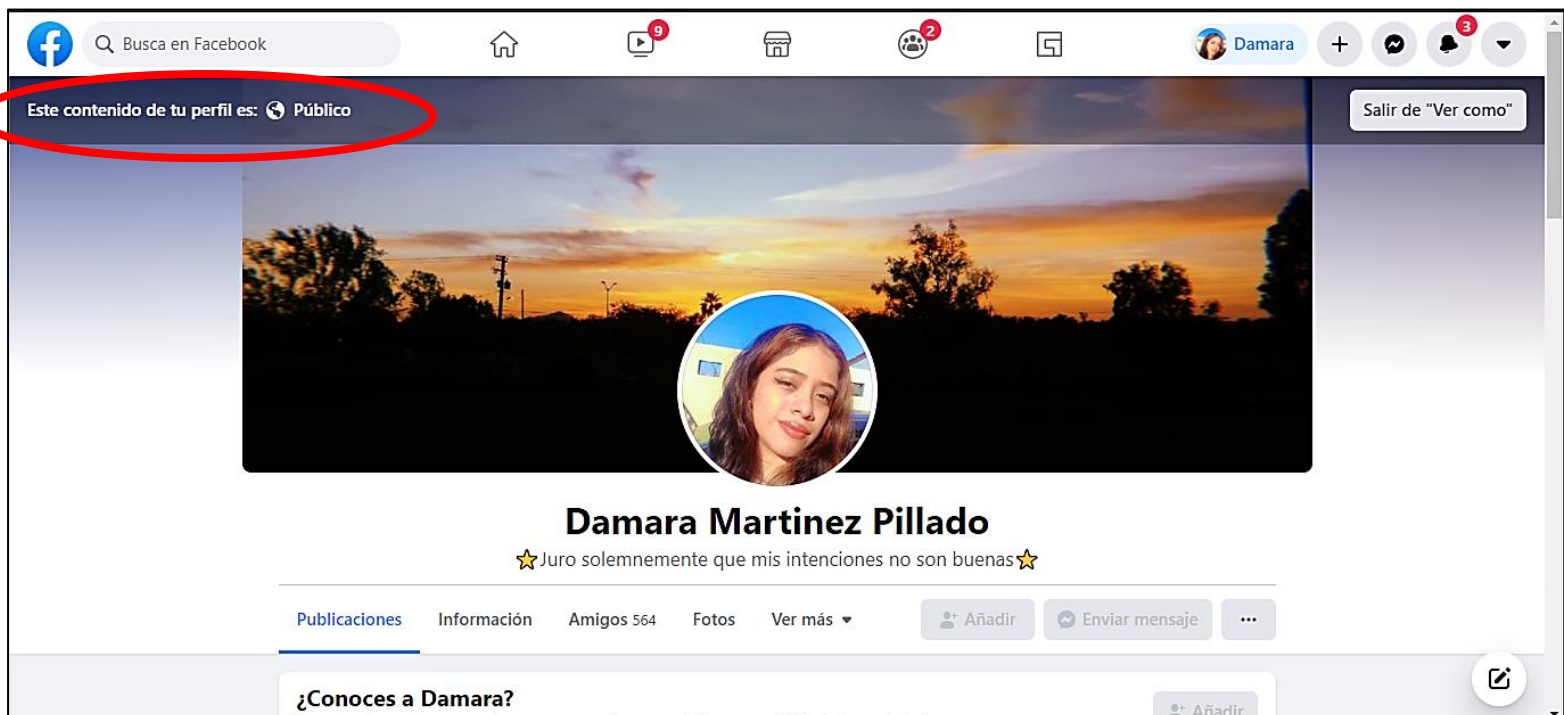 Busca en Facebook
9
2
Damara
3
Este contenido de tu perfil es: Público
Salir de "Ver como"
Damara Martinez Pillado
⭐Juro solemnemente que mis intenciones no son buenas⭐
Publicaciones Información Amigos 564 Fotos Ver más Añadir Enviar mensaje ...
¿Conoces a Damara?
Añadir